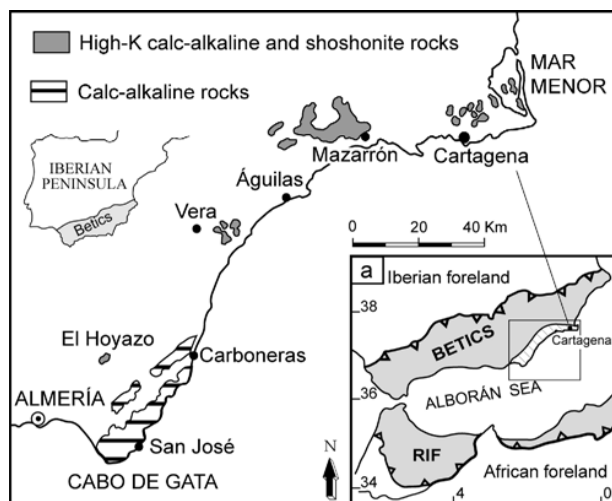 High-K calc-alkaline and shoshonite rocks
Calc-alkaline rocks
MAR
MENOR
Mazarrón
Cartagena
IBERIAN
PENINSULA
Betics
Águilas
Vera
0 20 40 Km
a
Iberian foreland
38
BETICS
Cartagena
El Hoyazo
Carboneras
ALBORÁN SEA
36
ALMERÍA
San José
N
RIF
African foreland
CABO DE GATA
34
4
0